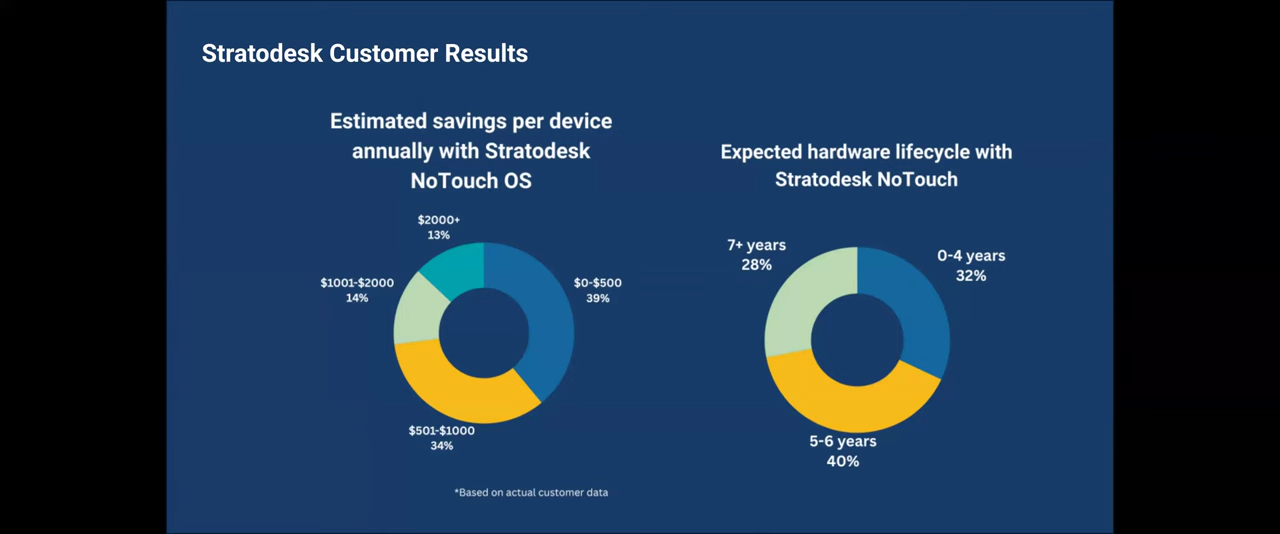 Stratodesk Customer Results
Estimated savings per device
annually with Stratodesk
NoTouch OS
$2000+
13%
$1001-$2000
14%
$0-$500
39%
$501-$1000
34%
*Based on actual customer data
Expected hardware lifecycle with
Stratodesk NoTouch
7+ years
28%
0-4 years
32%
5-6 years
40%